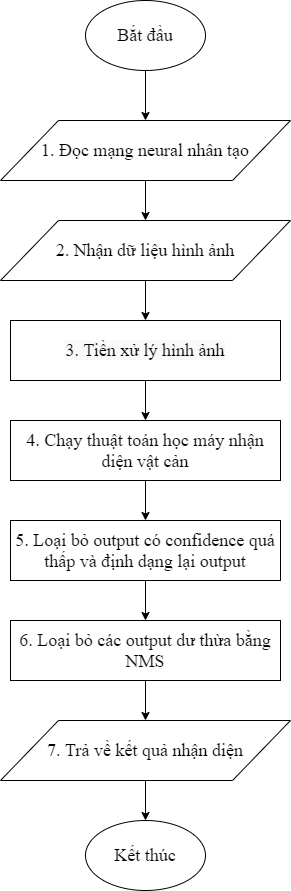 Bắt đầu
1. Đọc mạng neural nhân tạo
2. Nhận dữ liệu hình ảnh
3. Tiền xử lý hình ảnh
4. Chạy thuật toán học máy nhận
diện vật cản
5. Loại bỏ output có confidence quá
thấp và định dạng lại output
6. Loại bỏ các output dư thừa bằng
NMS
7. Trả về kết quả nhận diện
Kết thúc